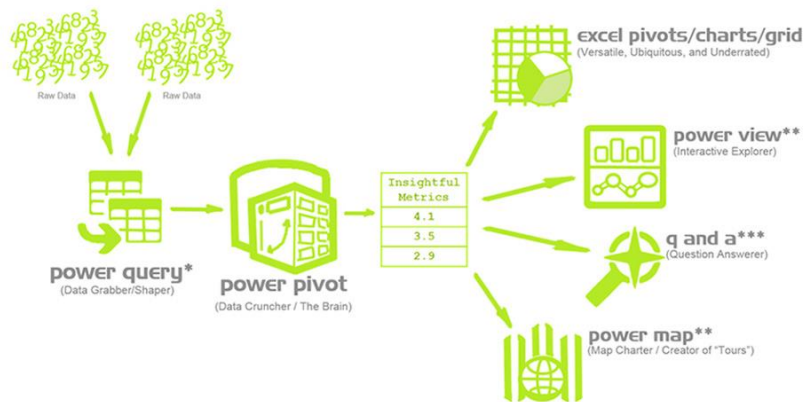 Raw Data
Raw Data
power query*
(Data Grabber/Shaper)
power pivot
(Data Cruncher / The Brain)
Insightful
Metrics
4.1
3.5
2.9
excel pivots/charts/grid
(Versatile, Ubiquitous, and Underrated)
power view**
(Interactive Explorer)
q and a***
(Question Answerer)
power map**
(Map Charter / Creator of "Tours")